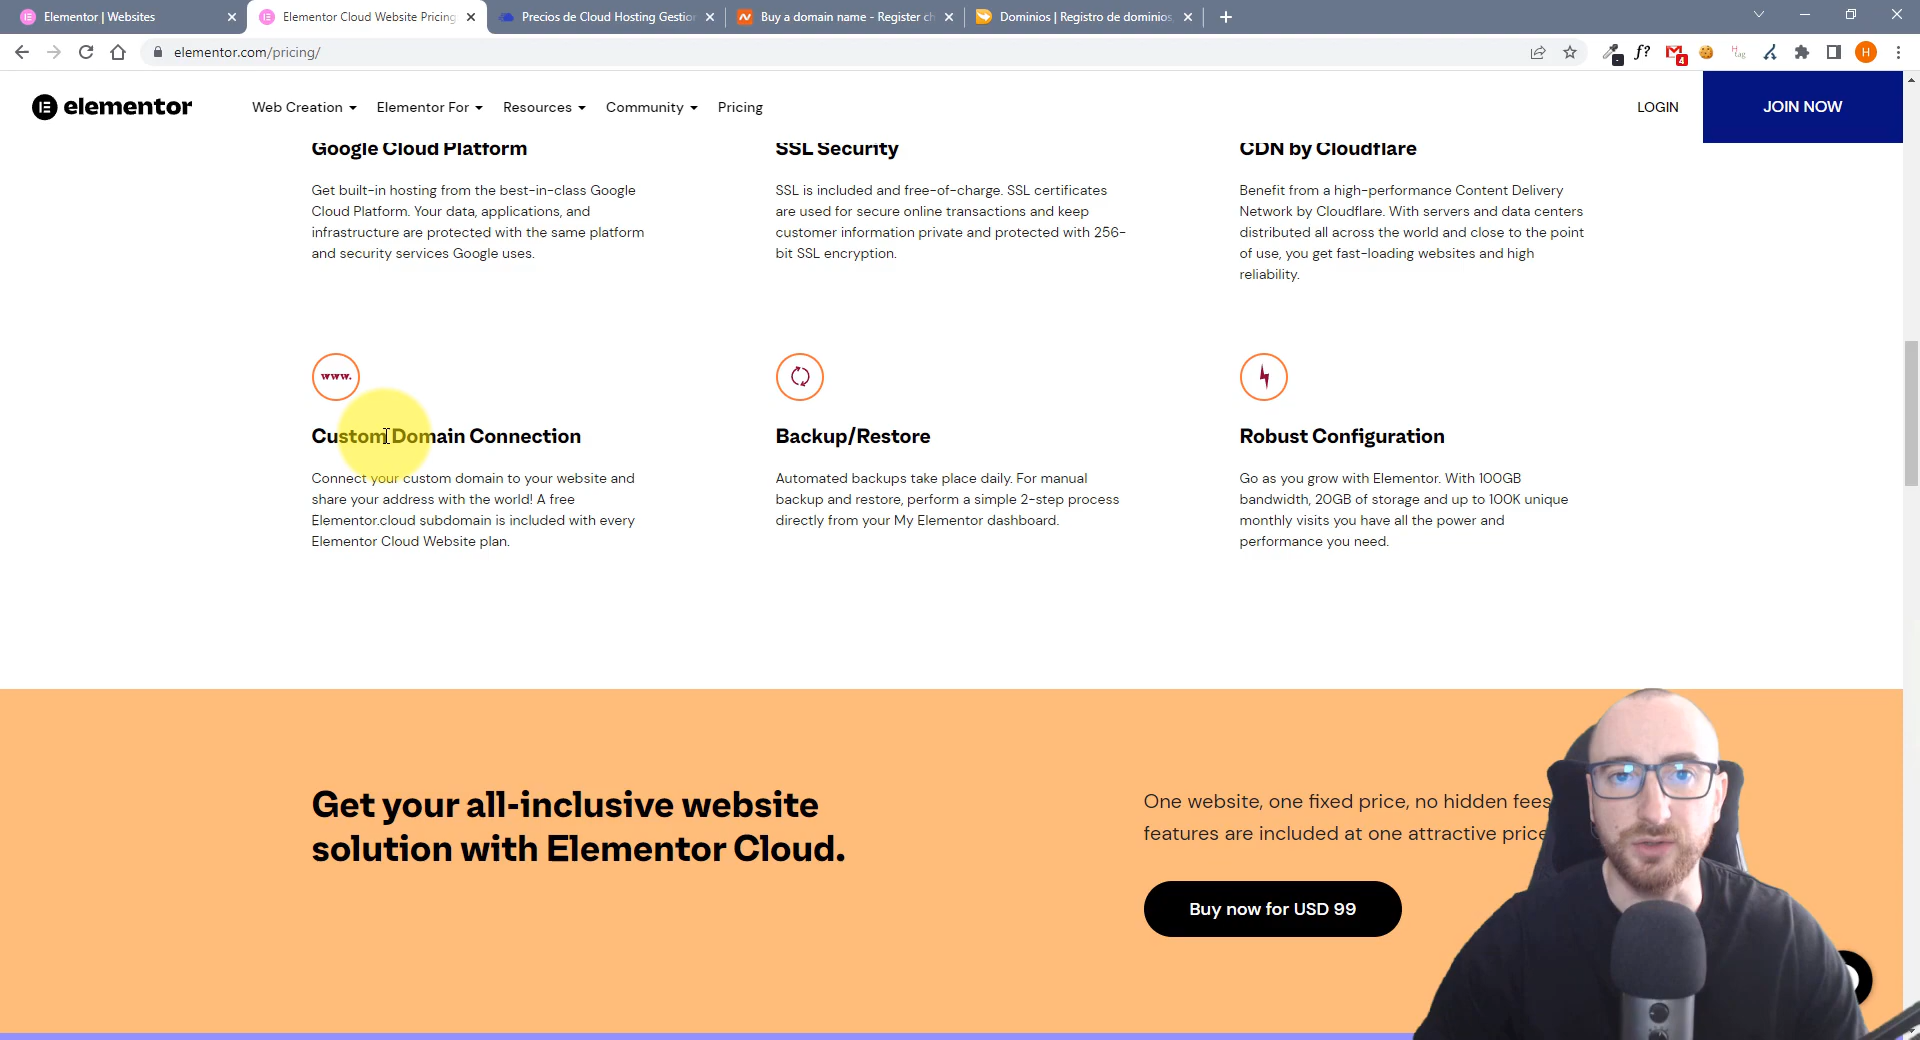 Elementor | Websites
Elementor Cloud Website Pricing
Precios de Cloud Hosting Gestion
Buy a domain name - Register ch
Dominios | Registro de dominios,
elementor.com/pricing/
f?
4
H
elementor
Web Creation
Elementor For
Resources
Community
Pricing
LOGIN
JOIN NOW
Google Cloud Platform
Get built-in hosting from the best-in-class Google
Cloud Platform. Your data, applications, and
infrastructure are protected with the same platform
and security services Google uses.
SSL Security
SSL is included and free-of-charge. SSL certificates
are used for secure online transactions and keep
customer information private and protected with 256-
bit SSL encryption.
CDN by Cloudflare
Benefit from a high-performance Content Delivery
Network by Cloudflare. With servers and data centers
distributed all across the world and close to the point
of use, you get fast-loading websites and high
reliability.
www.
Custom Domain Connection
Connect your custom domain to your website and
share your address with the world! A free
Elementor.cloud subdomain is included with every
Elementor Cloud Website plan.
Backup/Restore
Automated backups take place daily. For manual
backup and restore, perform a simple 2-step process
directly from your My Elementor dashboard.
Robust Configuration
Go as you grow with Elementor. With 100GB
bandwidth, 20GB of storage and up to 100K unique
monthly visits you have all the power and
performance you need.
Get your all-inclusive website
solution with Elementor Cloud.
One website, one fixed price, no hidden fees
features are included at one attractive price
Buy now for USD 99